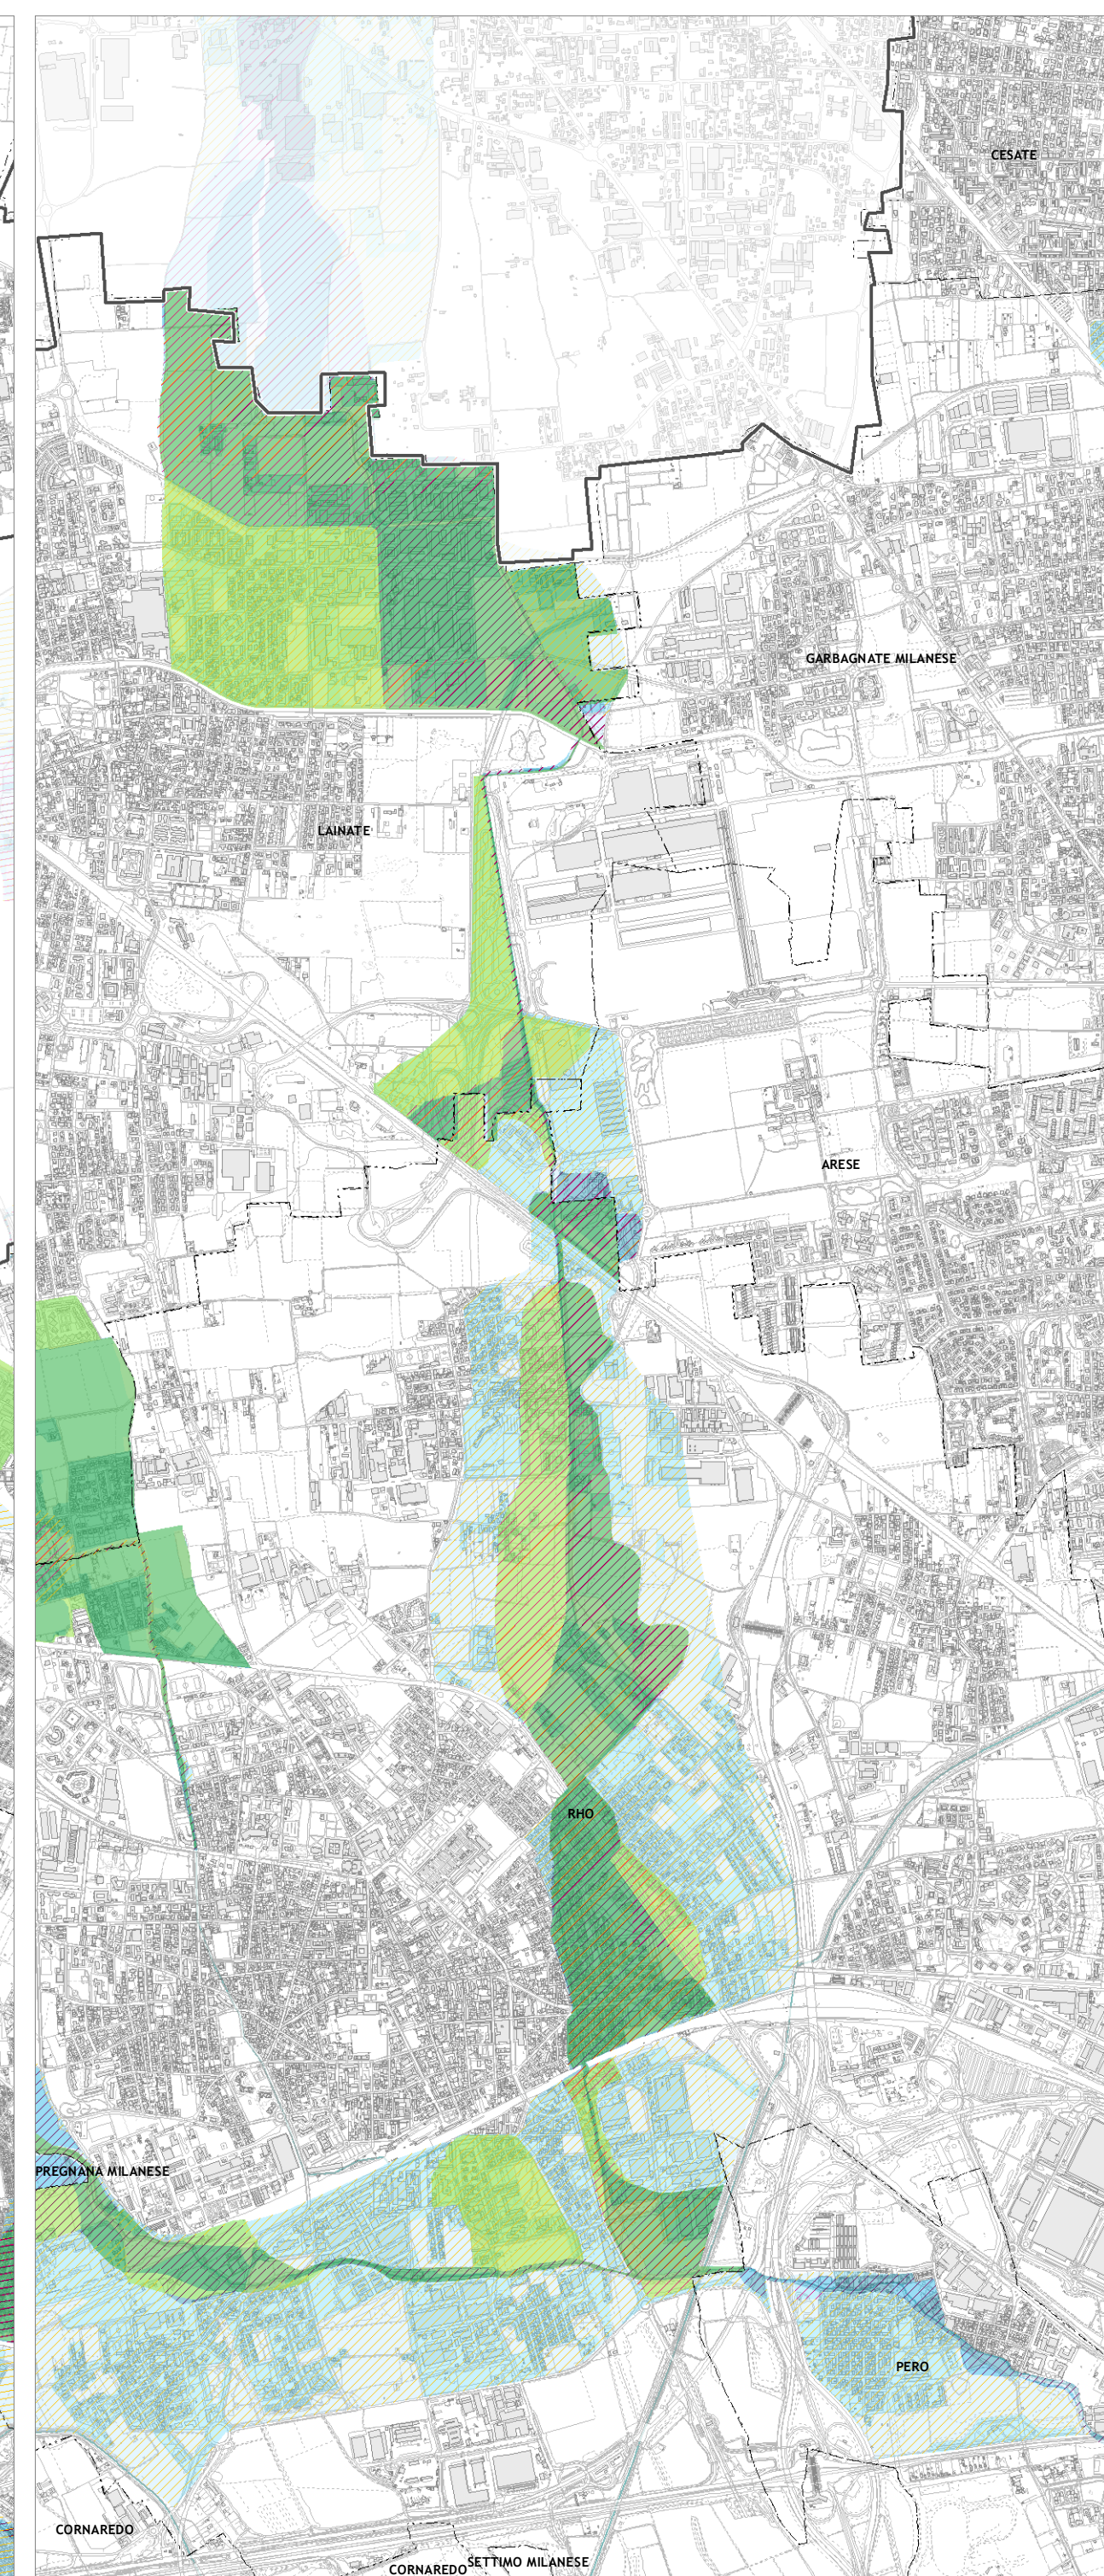 CESATE
GARBAGNATE MILANESE
LAINATE
ARESE
RHO
PREGNANA MILANESE
PERO
CORNAREDO
SETTIMO MILANESE
CORNAREDO